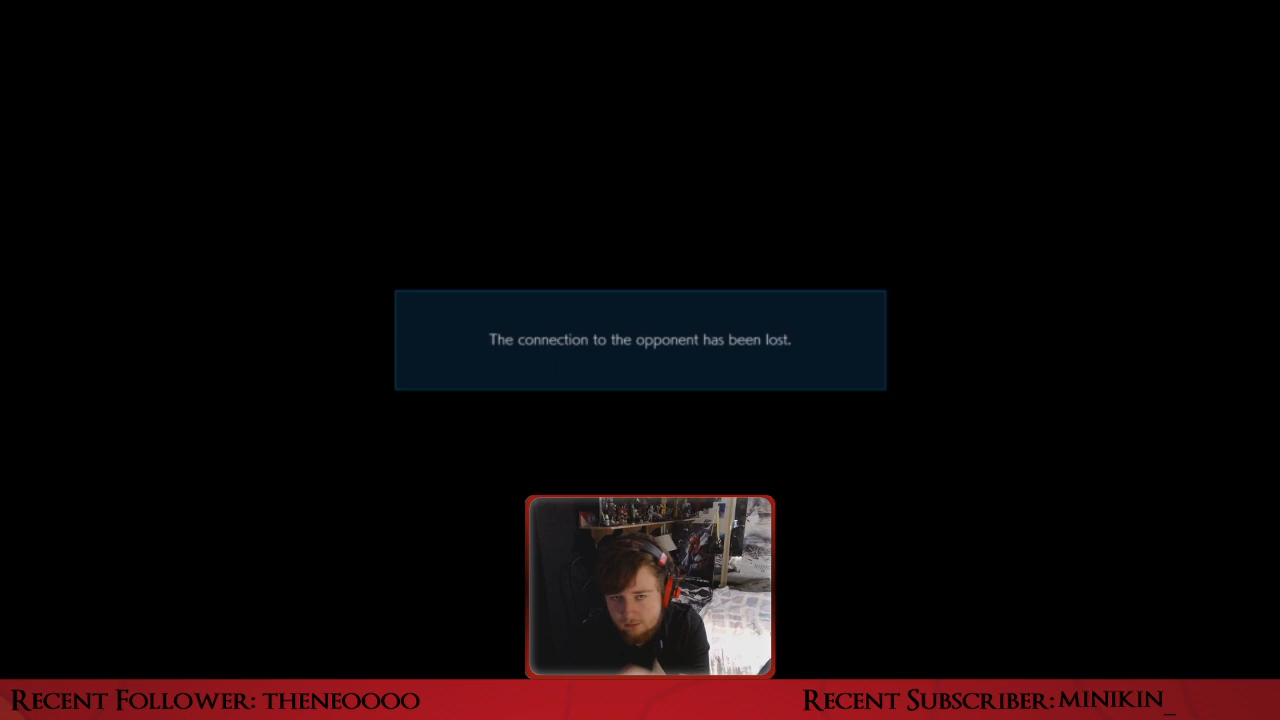 The connection to the opponent has been lost.
Recent Follower: theneoooo
Recent Subscriber: minikin_